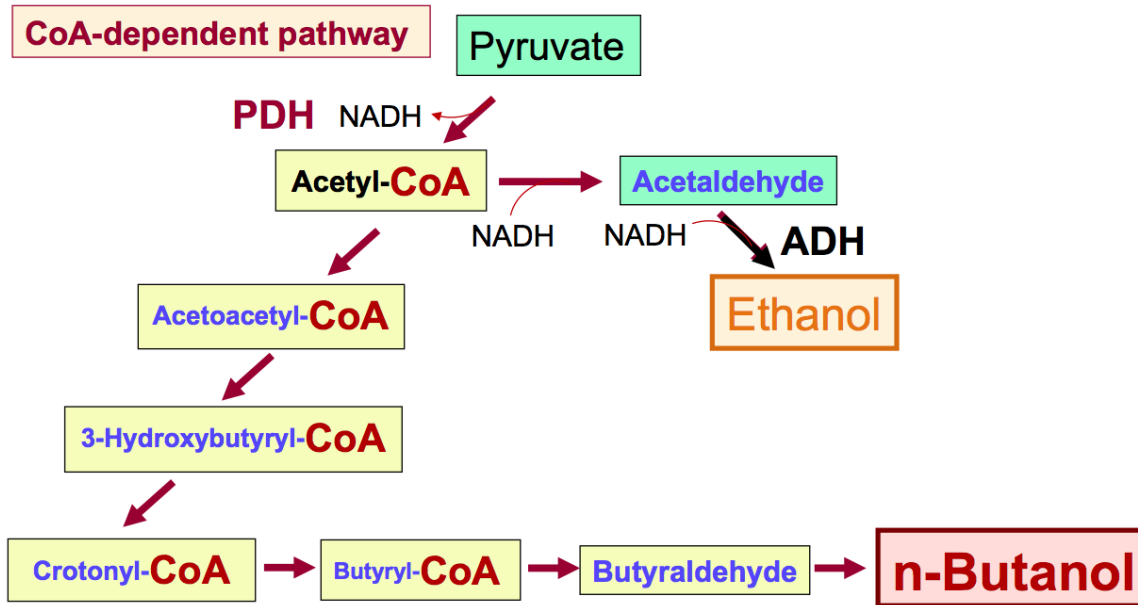 CoA-dependent pathway
Pyruvate
PDH
NADH
Acetyl-CoA
Acetaldehyde
NADH
NADH
ADH
Acetoacetyl-CoA
Ethanol
3-Hydroxybutyryl-CoA
Crotonyl-CoA
Butyryl-CoA
Butyraldehyde
n-Butanol